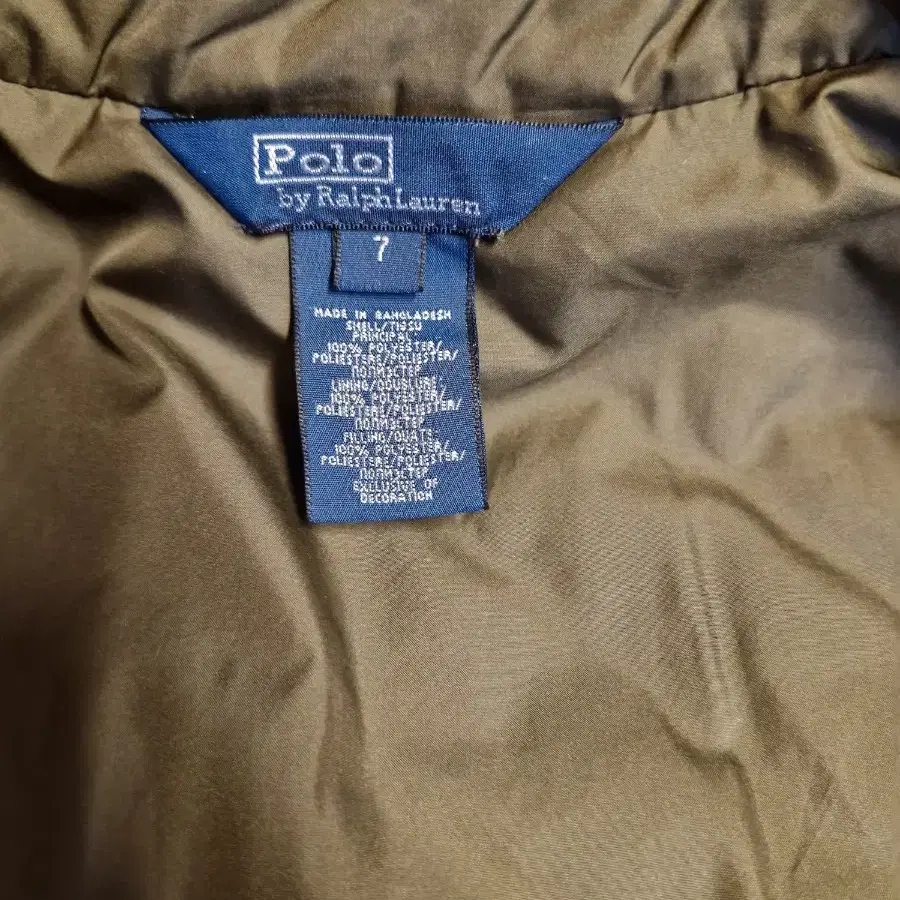 Polo
by Ralph Lauren
7
MADE IN BANGLADESH
SHELL/TISSU
PRINCIPAL:
100% POLYESTER/
POLIESTERE/POLIESTER/
ПОЛИЭСТЕР
LINING/DOUBLURE:
100% POLYESTER/
POLIESTERE/POLIESTER/
ПОЛИЭСТЕР
FILLING/OUATE:
100% POLYESTER/
POLIESTERE/POLIESTER/
ПОЛИЭСТЕР
EXCLUSIVE OF
DECORATION